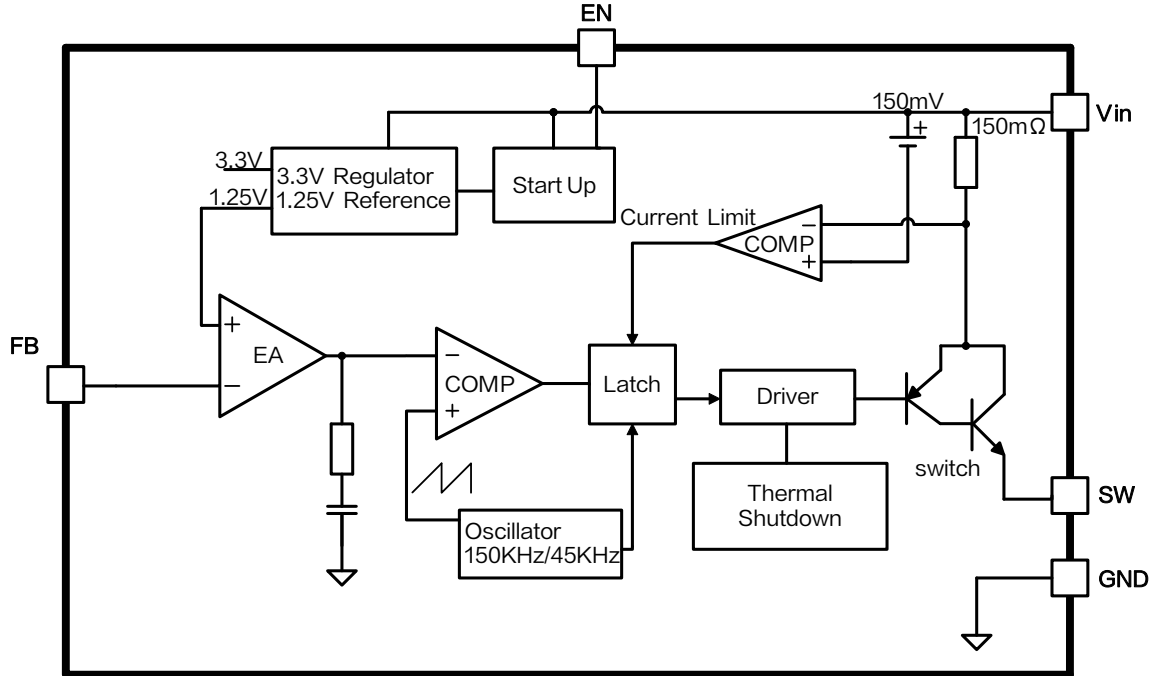 EN
150mV
+
Vin
150mΩ
3.3V
3.3V Regulator
1.25V
1.25V Reference
Start Up
Current Limit
−
COMP
+
FB
+
EA
−
−
COMP
+
Latch
Driver
switch
Thermal
Shutdown
SW
Oscillator
150KHz/45KHz
GND